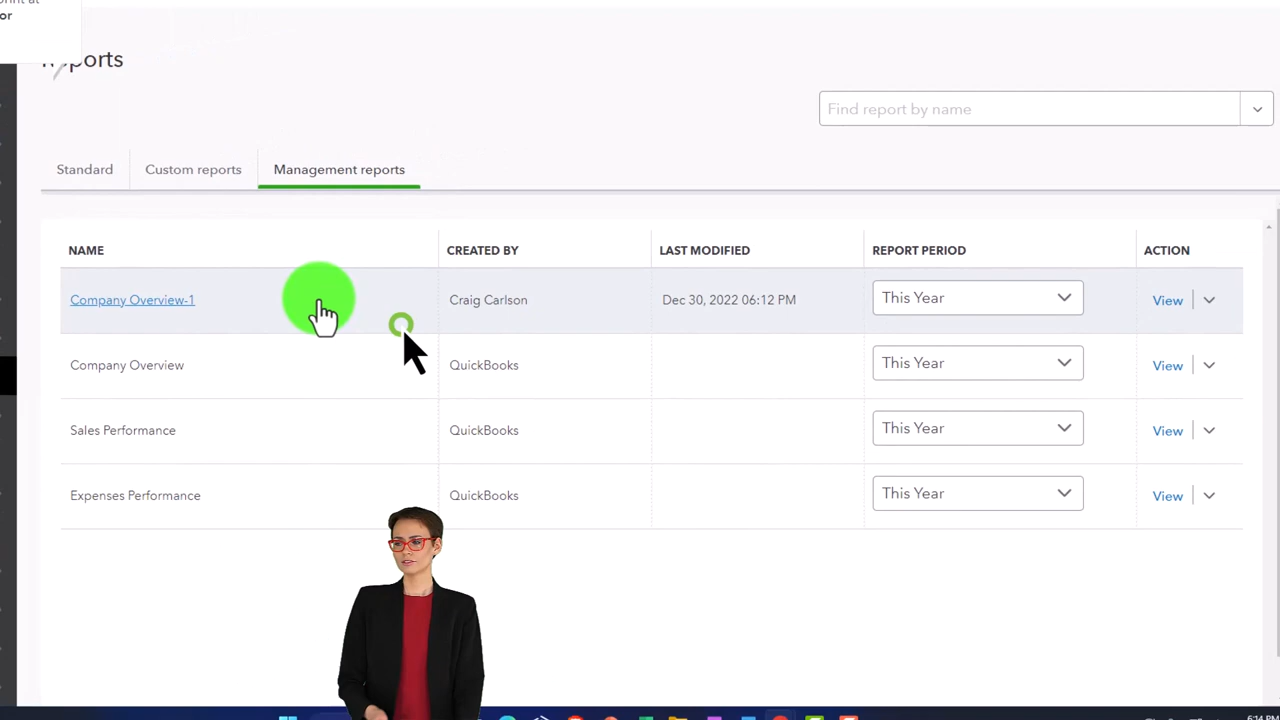 or
Reports
Find report by name
Standard Custom reports Management reports
NAME CREATED BY LAST MODIFIED REPORT PERIOD ACTION
Company Overview-1 Craig Carlson Dec 30, 2022 06:12 PM This Year View
Company Overview QuickBooks This Year View
Sales Performance QuickBooks This Year View
Expenses Performance QuickBooks This Year View